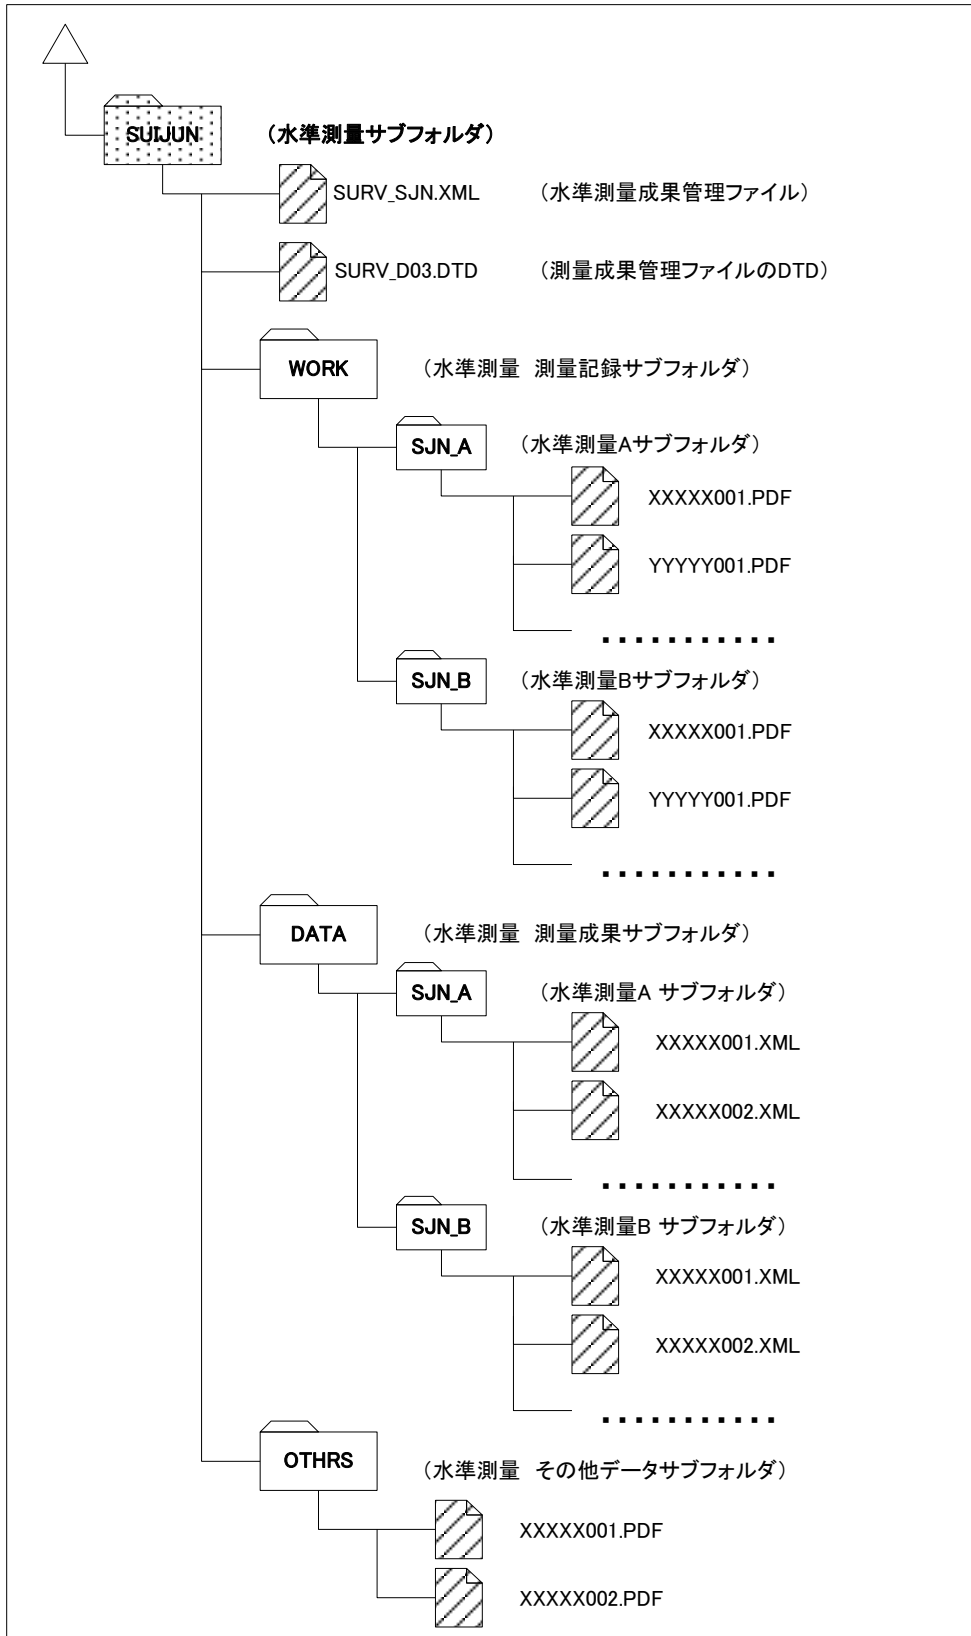 SUIJUN （水準測量サブフォルダ）
SURV_SJN.XML （水準測量成果管理ファイル）
SURV_D03.DTD （測量成果管理ファイルのDTD）
WORK （水準測量　測量記録サブフォルダ）
SJN_A （水準測量Aサブフォルダ）
XXXXX001.PDF
YYYYY001.PDF
...........
SJN_B （水準測量Bサブフォルダ）
XXXXX001.PDF
YYYYY001.PDF
...........
DATA （水準測量　測量成果サブフォルダ）
SJN_A （水準測量A サブフォルダ）
XXXXX001.XML
XXXXX002.XML
...........
SJN_B （水準測量B サブフォルダ）
XXXXX001.XML
XXXXX002.XML
...........
OTHRS （水準測量　その他データサブフォルダ）
XXXXX001.PDF
XXXXX002.PDF